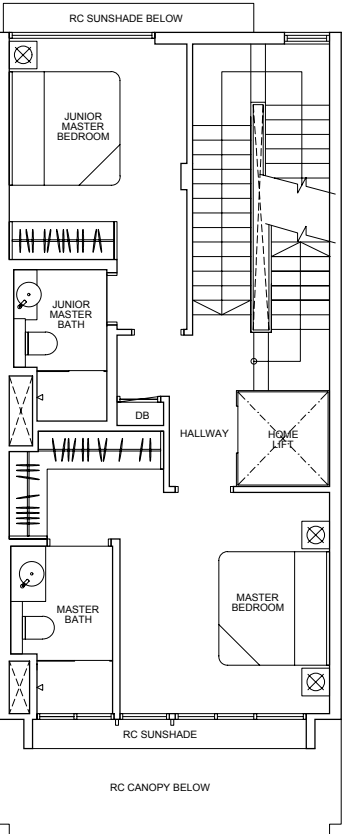 RC SUNSHADE BELOW
JUNIOR
MASTER
BEDROOM
JUNIOR
MASTER
BATH
DB
HALLWAY
HOME
LIFT
MASTER
BATH
MASTER
BEDROOM
RC SUNSHADE
RC CANOPY BELOW